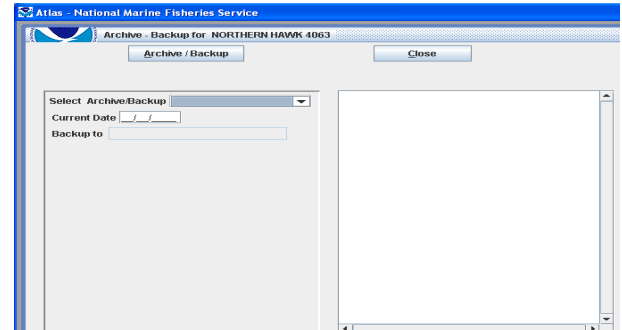 Atlas - National Marine Fisheries Service
Archive - Backup for NORTHERN HAWK 4063
Archive / Backup Close
Select Archive/Backup
Current Date __/__/____
Backup to